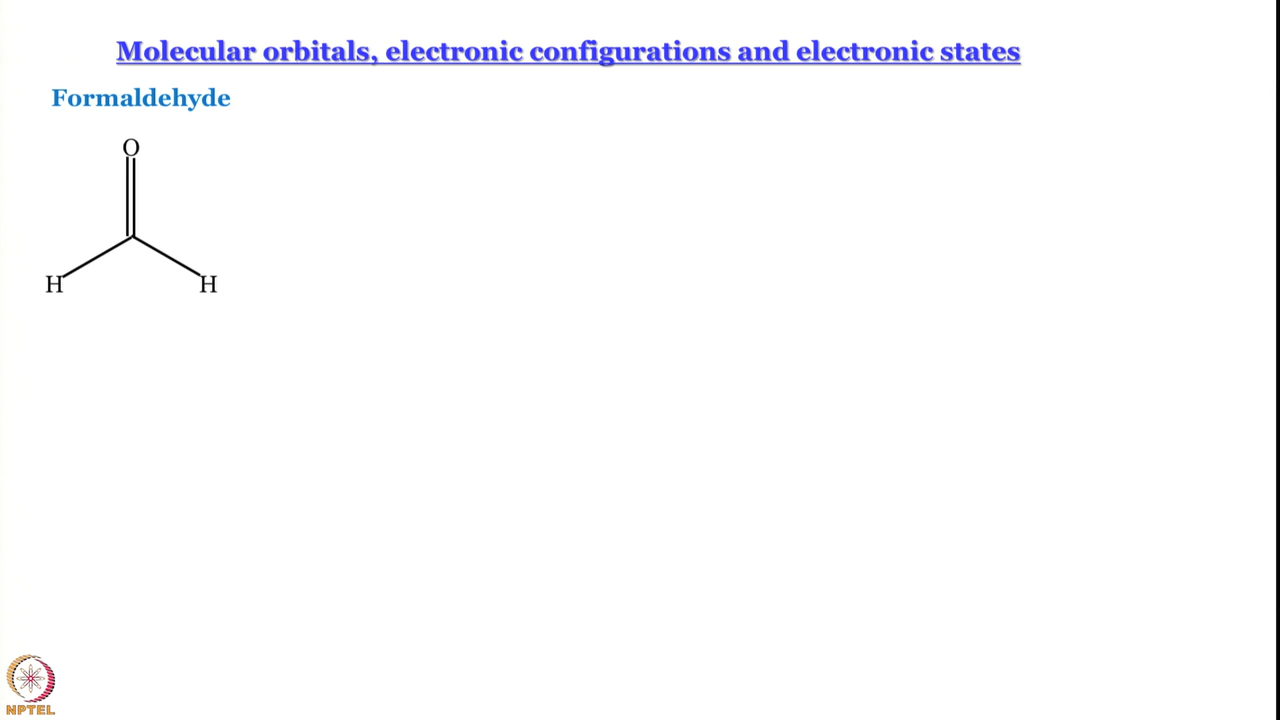 Molecular orbitals, electronic configurations and electronic states
Formaldehyde
O
H H
NPTEL